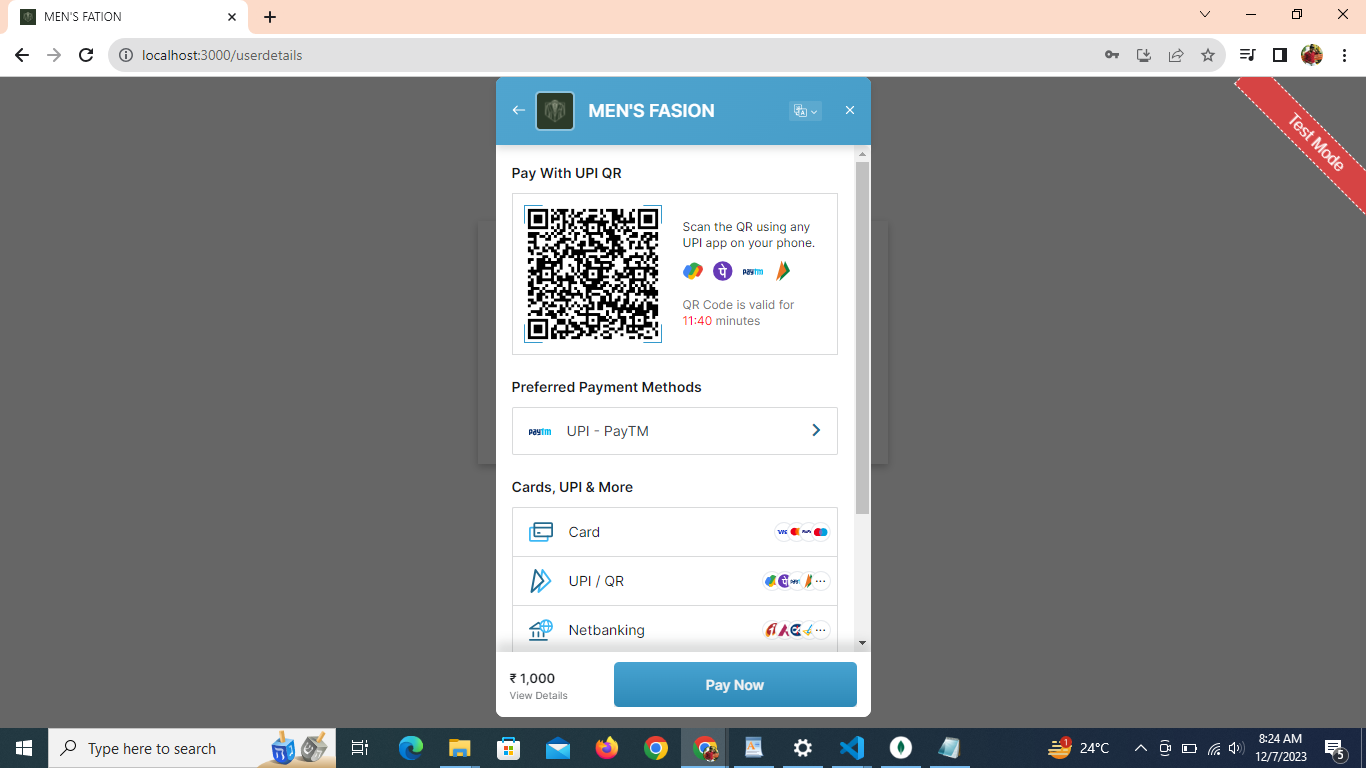 MEN'S FATION
localhost:3000/userdetails
MEN'S FASION
Test Mode
Pay With UPI QR
Scan the QR using any
UPI app on your phone.
पे paytm
QR Code is valid for
11:40 minutes
Preferred Payment Methods
paytm UPI - PayTM
Cards, UPI & More
Card VISA
UPI / QR
Netbanking
₹ 1,000
View Details
Pay Now
Type here to search
1
24°C
8:24 AM
12/7/2023
5